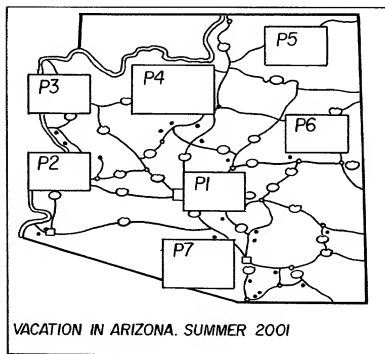 P5
P4
P3
P6
P2
P1
P7
VACATION IN ARIZONA. SUMMER 2001